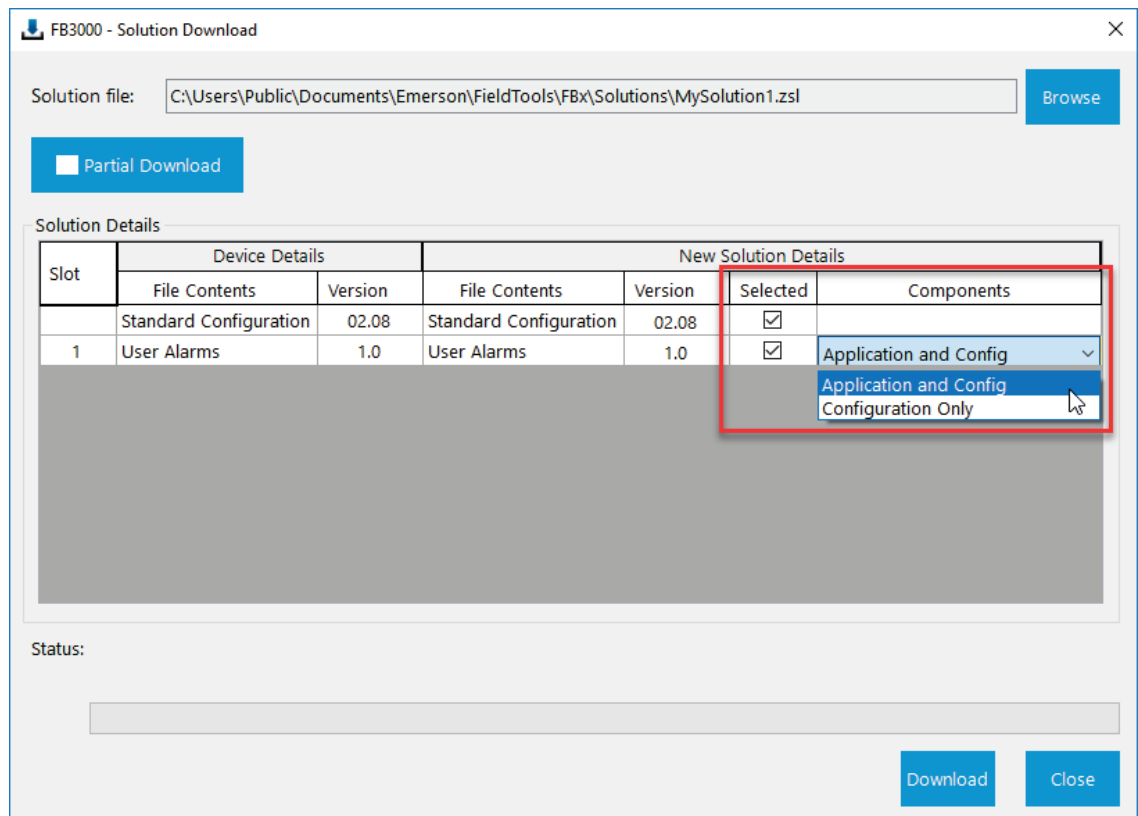 FB3000 - Solution Download
Solution file: C:\Users\Public\Documents\Emerson\FieldTools\FBx\Solutions\MySolution1.zsl Browse
Partial Download
Solution Details
Slot Device Details New Solution Details
File Contents Version File Contents Version Selected Components
Standard Configuration 02.08 Standard Configuration 02.08
1 User Alarms 1.0 User Alarms 1.0 Application and Config
Application and Config
Configuration Only
Status:
Download Close